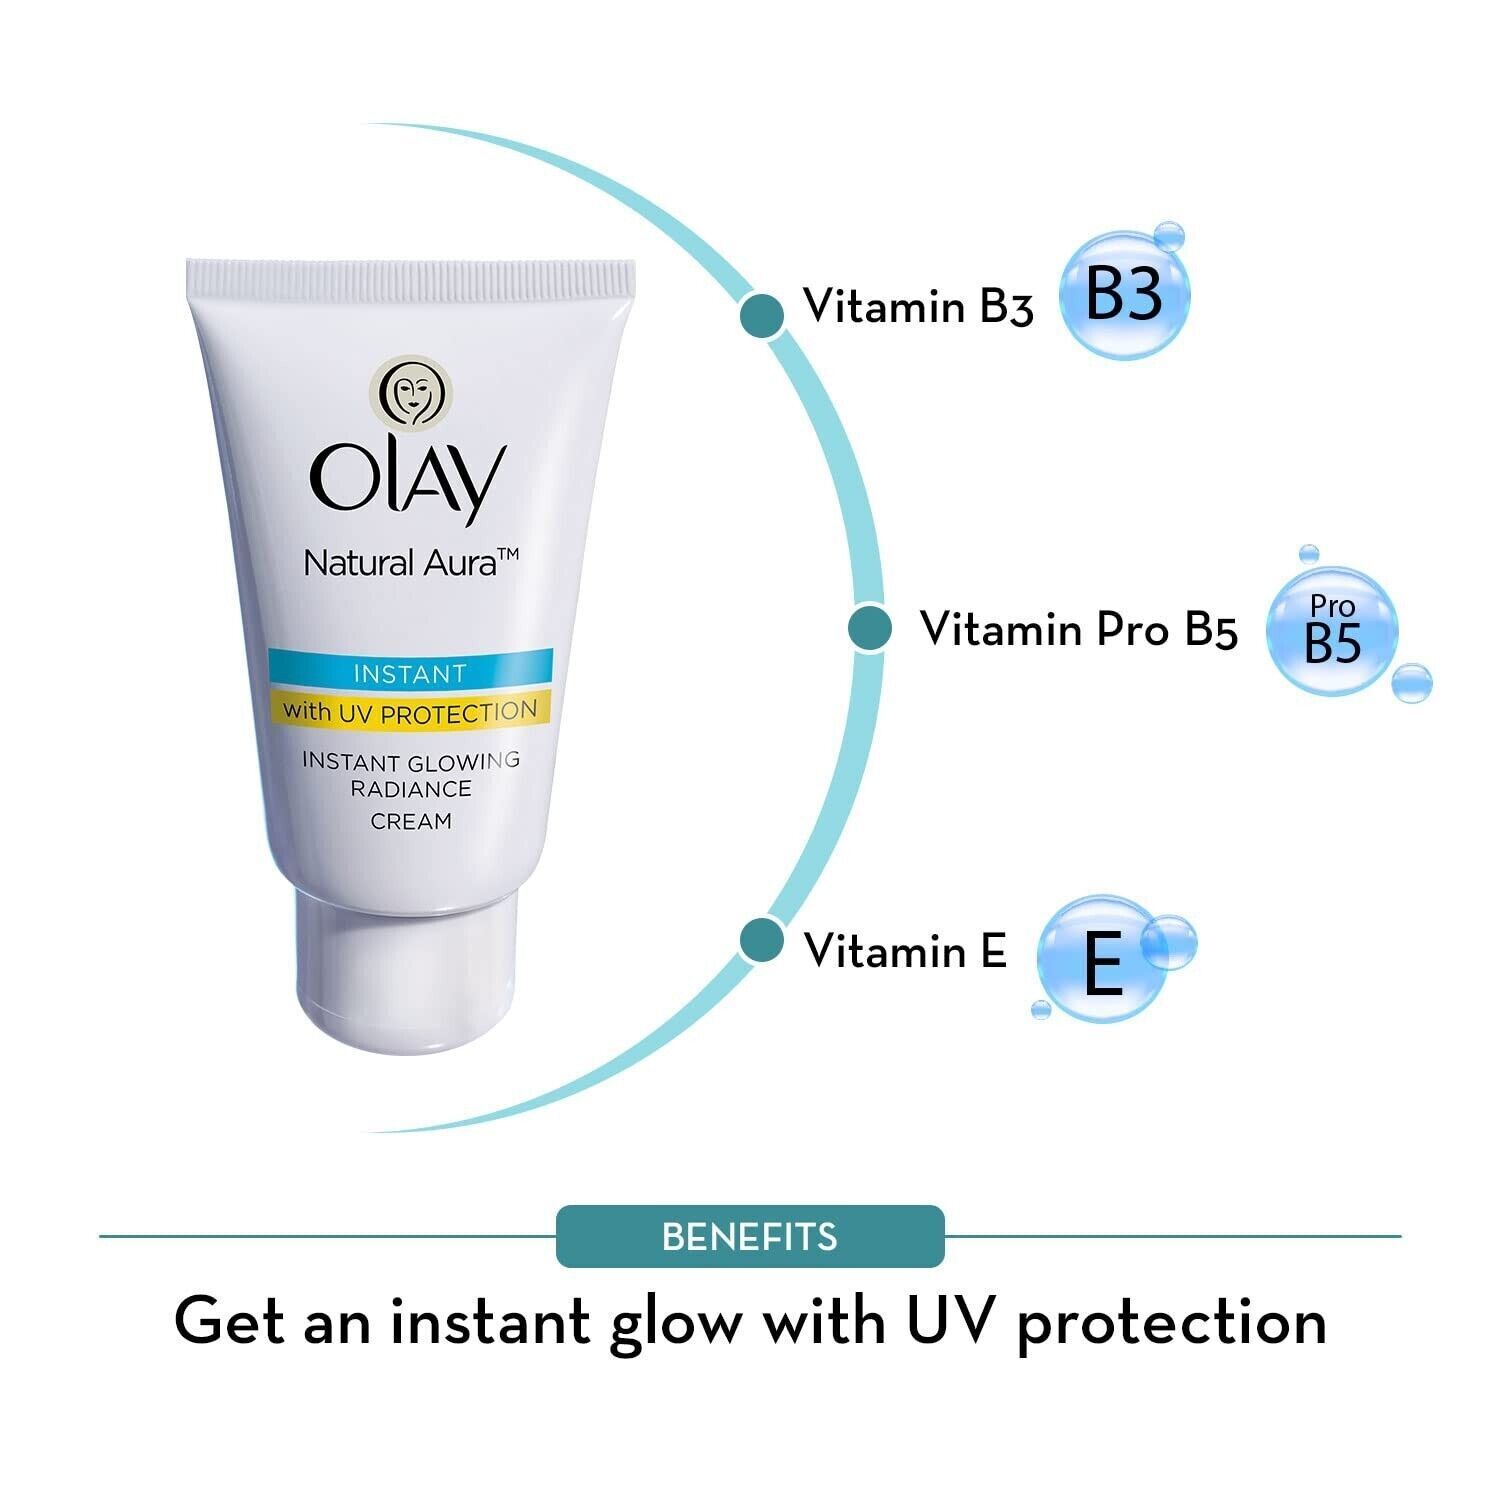 OLAY
Natural Aura™
INSTANT
with UV PROTECTION
INSTANT GLOWING
RADIANCE
CREAM
Vitamin B3
B3
Vitamin Pro B5
Pro
B5
Vitamin E
E
BENEFITS
Get an instant glow with UV protection